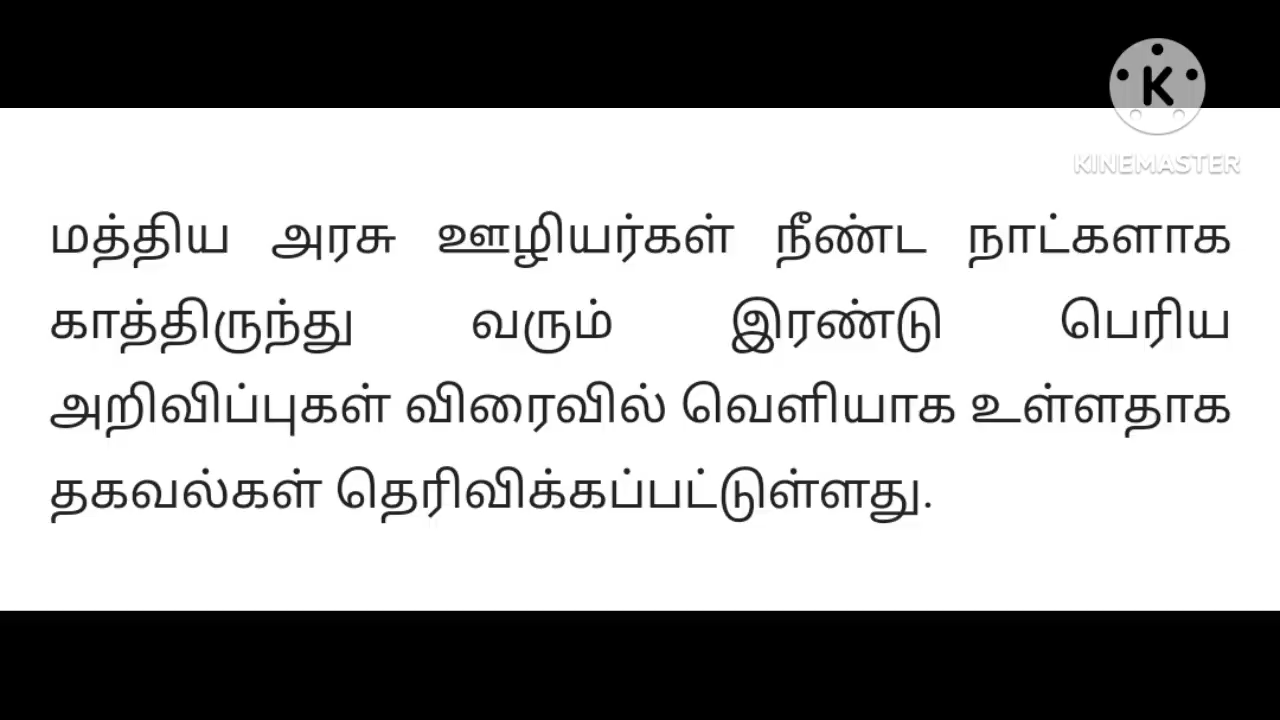 K
KINEMASTER
மத்திய அரசு ஊழியர்கள் நீண்ட நாட்களாக
காத்திருந்து வரும் இரண்டு பெரிய
அறிவிப்புகள் விரைவில் வெளியாக உள்ளதாக
தகவல்கள் தெரிவிக்கப்பட்டுள்ளது.